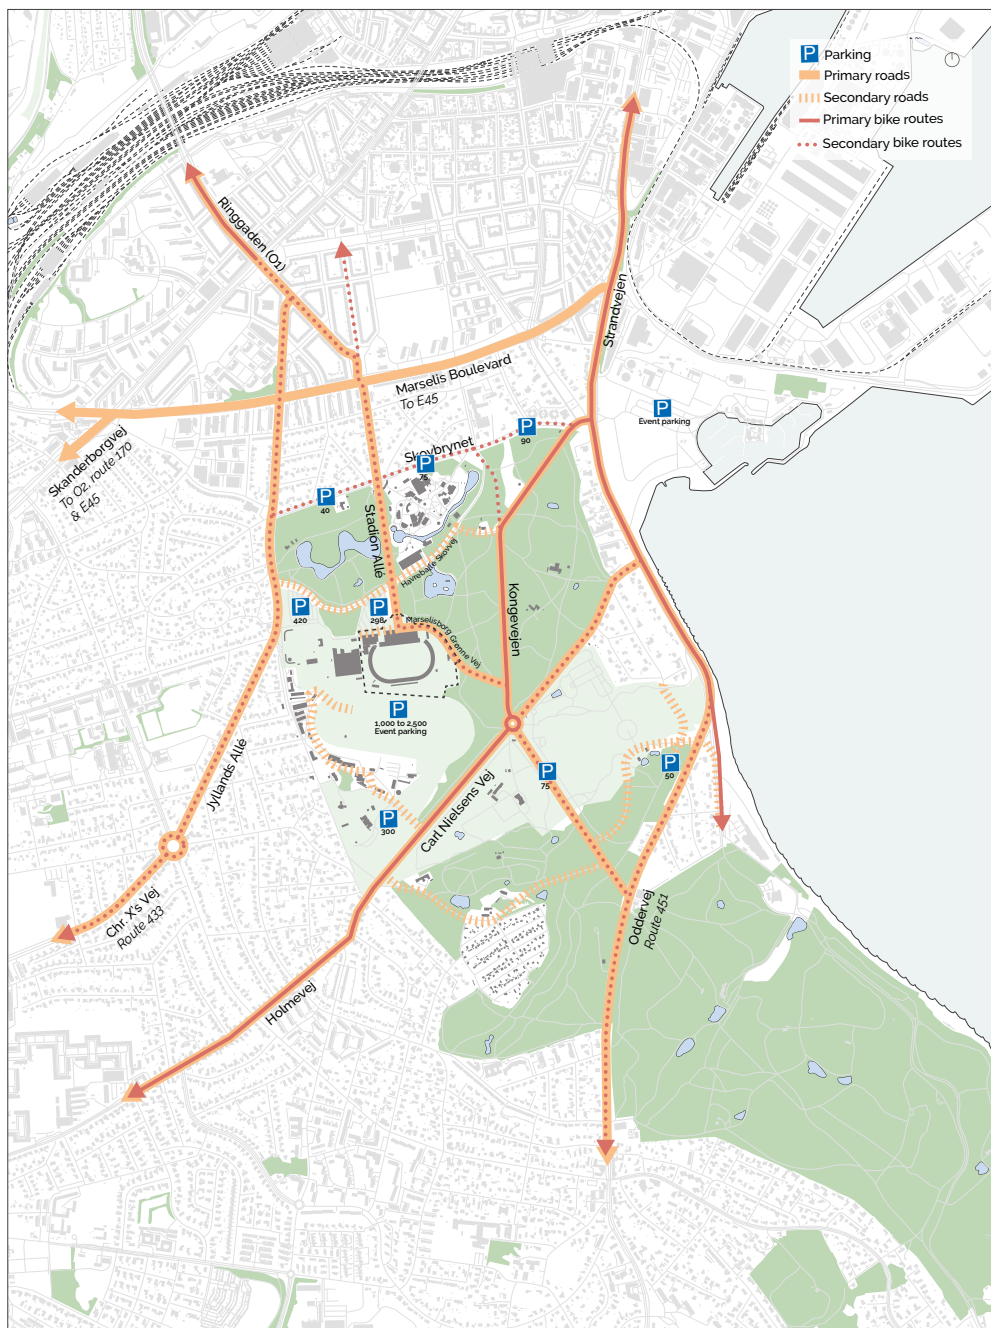 P Parking
Primary roads
Secondary roads
Primary bike routes
Secondary bike routes
Ringgaden (O1)
Strandvejen
Marselis Boulevard
To E45
P
Event parking
Skanderborgvej
To O2, route 170
& E45
P
90
Skovbrynet
P
75
P
40
Stadion Allé
Havreballe Skovvej
Kongevejen
P
420
P
298
Marselisborg Grønne Vej
P
1,000 to 2,500
Event parking
P
75
P
50
Jyllands Allé
P
300
Carl Nielsens Vej
Chr. X's Vej
Route 433
Oddervej
Route 451
Holmevej